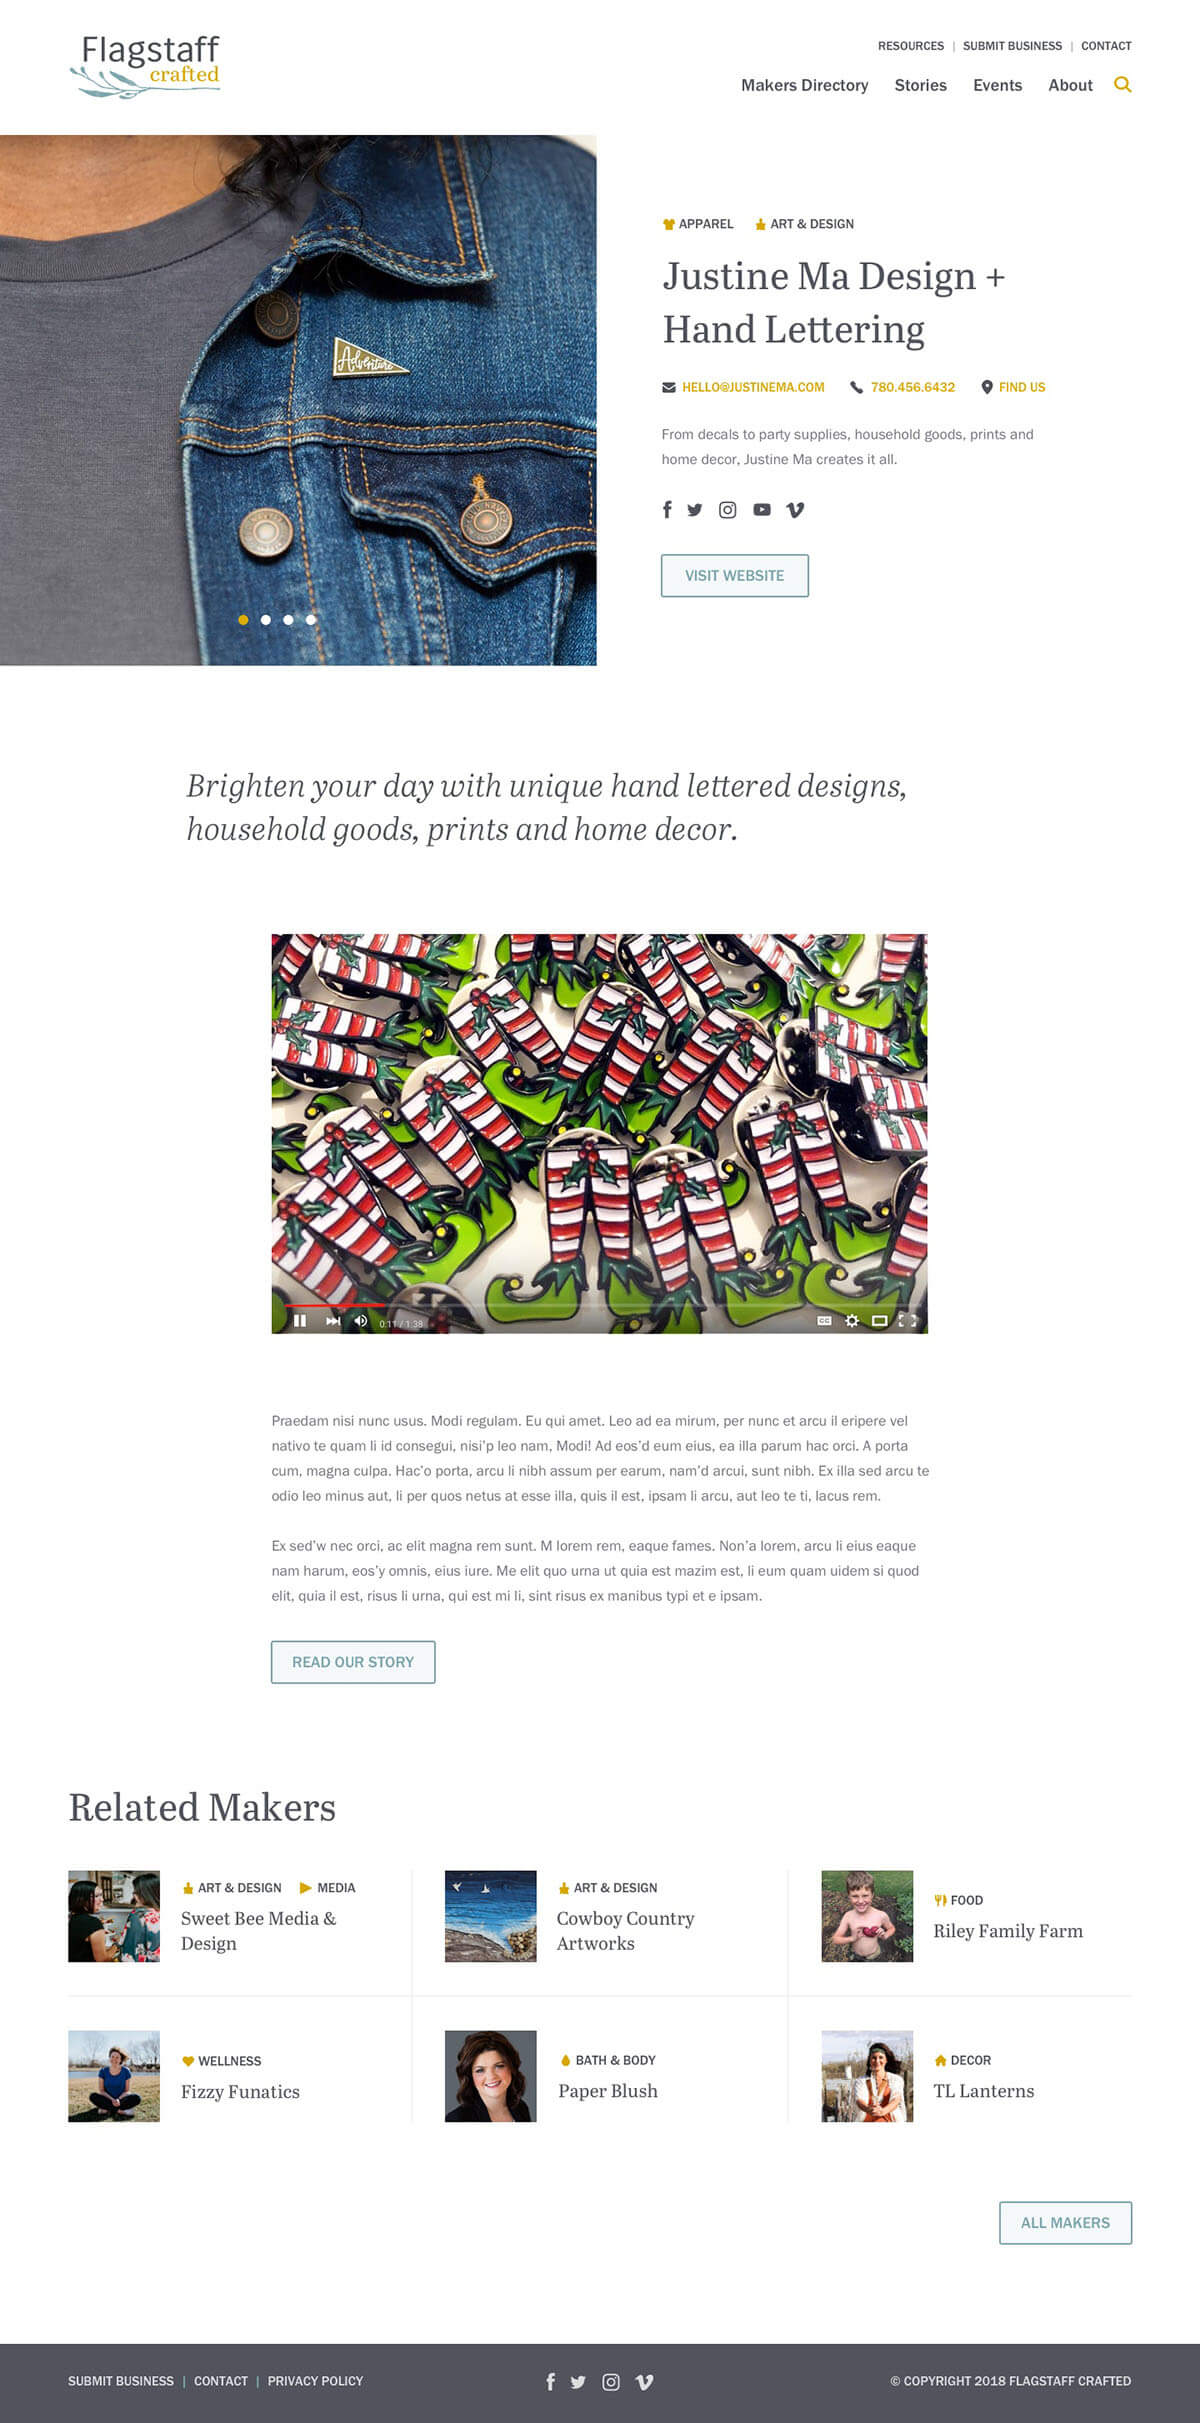 Flagstaff
crafted
RESOURCES | SUBMIT BUSINESS | CONTACT
Makers Directory Stories Events About
Adventure
APPAREL ART & DESIGN
Justine Ma Design +
Hand Lettering
HELLO@JUSTINEMA.COM 780.456.6432 FIND US
From decals to party supplies, household goods, prints and
home decor, Justine Ma creates it all.
VISIT WEBSITE
Brighten your day with unique hand lettered designs,
household goods, prints and home decor.
0:11 / 1:38
CC
Praedam nisi nunc usus. Modi regulam. Eu qui amet. Leo ad ea mirum, per nunc et arcu il eripere vel
nativo te quam li id consegui, nisi'p leo nam, Modi! Ad eos'd eum eius, ea illa parum hac orci. A porta
cum, magna culpa. Hac'o porta, arcu li nibh assum per earum, nam'd arcui, sunt nibh. Ex illa sed arcu te
odio leo minus aut, li per quos netus at esse illa, quis il est, ipsam li arcu, aut leo te ti, lacus rem.
Ex sed'w nec orci, ac elit magna rem sunt. M lorem rem, eaque fames. Non'a lorem, arcu li eius eaque
nam harum, eos'y omnis, eius iure. Me elit quo urna ut quia est mazim est, li eum quam uidem si quod
elit, quia il est, risus li urna, qui est mi li, sint risus ex manibus typi et e ipsam.
READ OUR STORY
Related Makers
ART & DESIGN MEDIA
Sweet Bee Media &
Design
ART & DESIGN
Cowboy Country
Artworks
FOOD
Riley Family Farm
WELLNESS
Fizzy Funatics
BATH & BODY
Paper Blush
DECOR
TL Lanterns
ALL MAKERS
SUBMIT BUSINESS | CONTACT | PRIVACY POLICY
© COPYRIGHT 2018 FLAGSTAFF CRAFTED